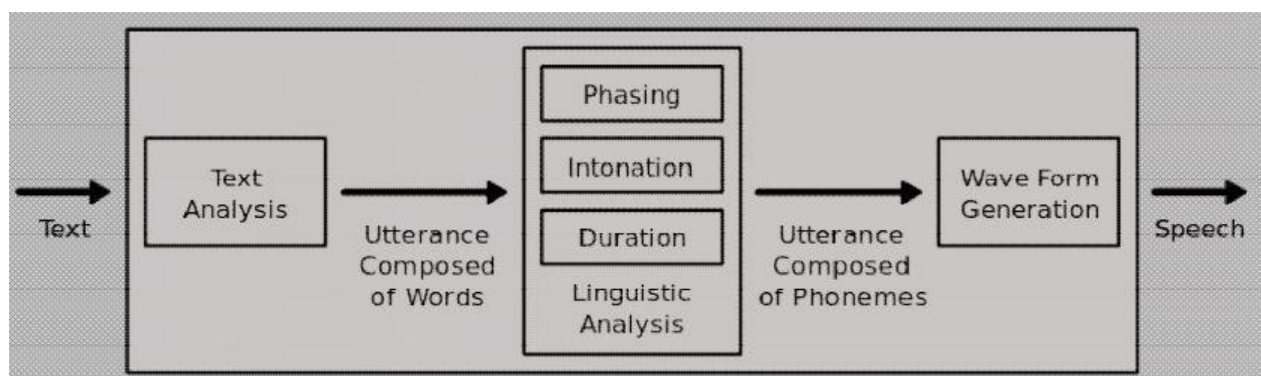 Text
Text
Analysis
Utterance
Composed
of Words
Phasing
Intonation
Duration
Linguistic
Analysis
Utterance
Composed
of Phonemes
Wave Form
Generation
Speech